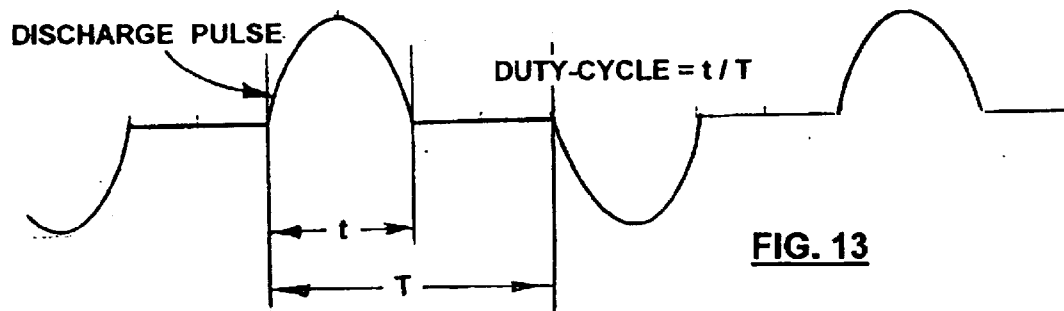 DISCHARGE PULSE
DUTY-CYCLE = t / T
t
T
FIG. 13